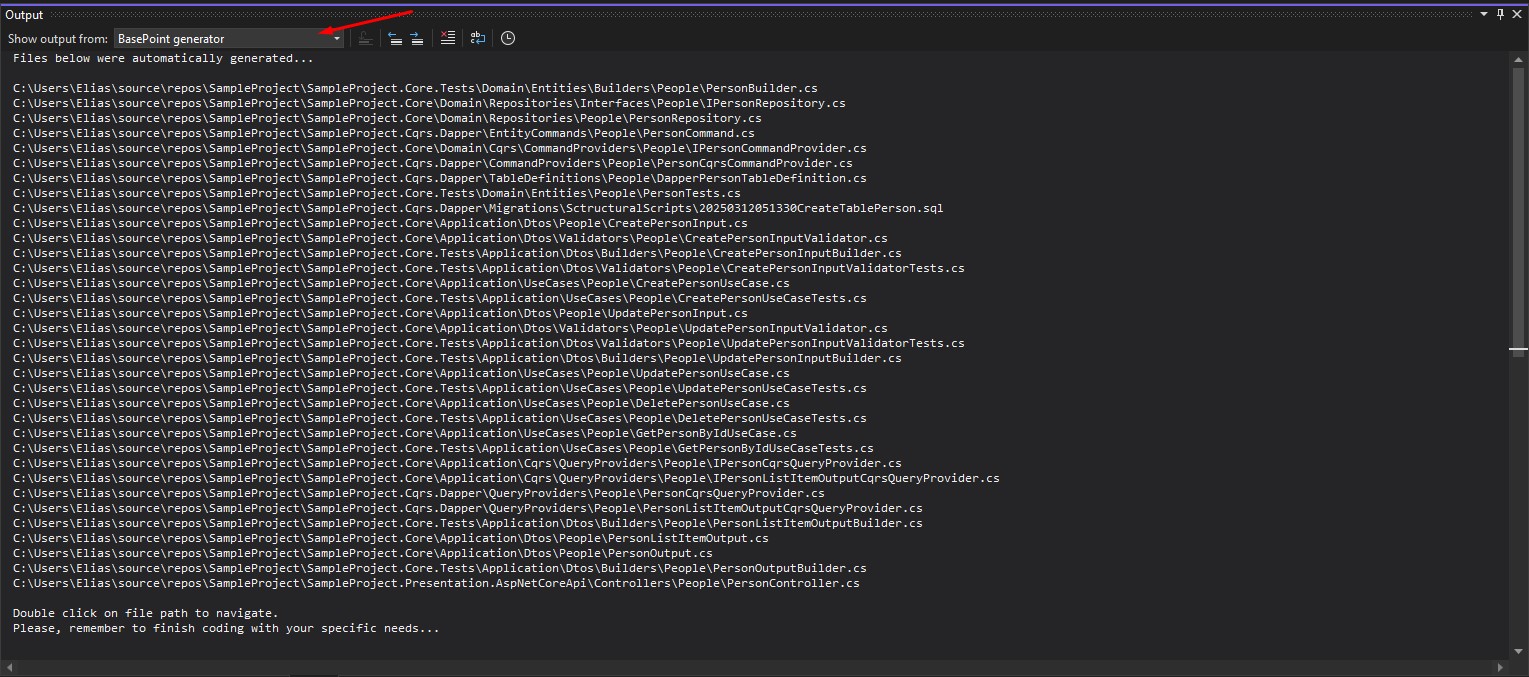 Output
Show output from: BasePoint generator
Files below were automatically generated...
C:\Users\Elias\source\repos\SampleProject\SampleProject.Core.Tests\Domain\Entities\Builders\People\PersonBuilder.cs
C:\Users\Elias\source\repos\SampleProject\SampleProject.Core\Domain\Repositories\Interfaces\People\IPersonRepository.cs
C:\Users\Elias\source\repos\SampleProject\SampleProject.Core\Domain\Repositories\People\PersonRepository.cs
C:\Users\Elias\source\repos\SampleProject\SampleProject.Cqrs.Dapper\EntityCommands\People\PersonCommand.cs
C:\Users\Elias\source\repos\SampleProject\SampleProject.Core\Domain\Cqrs\CommandProviders\People\IPersonCommandProvider.cs
C:\Users\Elias\source\repos\SampleProject\SampleProject.Cqrs.Dapper\CommandProviders\People\PersonCqrsCommandProvider.cs
C:\Users\Elias\source\repos\SampleProject\SampleProject.Cqrs.Dapper\TableDefinitions\People\DapperPersonTableDefinition.cs
C:\Users\Elias\source\repos\SampleProject\SampleProject.Core.Tests\Domain\Entities\People\PersonTests.cs
C:\Users\Elias\source\repos\SampleProject\SampleProject.Cqrs.Dapper\Migrations\SctructuralScripts\20250312051330CreateTablePerson.sql
C:\Users\Elias\source\repos\SampleProject\SampleProject.Core\Application\Dtos\People\CreatePersonInput.cs
C:\Users\Elias\source\repos\SampleProject\SampleProject.Core\Application\Dtos\Validators\People\CreatePersonInputValidator.cs
C:\Users\Elias\source\repos\SampleProject\SampleProject.Core.Tests\Application\Dtos\Builders\People\CreatePersonInputBuilder.cs
C:\Users\Elias\source\repos\SampleProject\SampleProject.Core.Tests\Application\Dtos\Validators\People\CreatePersonInputValidatorTests.cs
C:\Users\Elias\source\repos\SampleProject\SampleProject.Core\Application\UseCases\People\CreatePersonUseCase.cs
C:\Users\Elias\source\repos\SampleProject\SampleProject.Core.Tests\Application\UseCases\People\CreatePersonUseCaseTests.cs
C:\Users\Elias\source\repos\SampleProject\SampleProject.Core\Application\Dtos\People\UpdatePersonInput.cs
C:\Users\Elias\source\repos\SampleProject\SampleProject.Core\Application\Dtos\Validators\People\UpdatePersonInputValidator.cs
C:\Users\Elias\source\repos\SampleProject\SampleProject.Core.Tests\Application\Dtos\Validators\People\UpdatePersonInputValidatorTests.cs
C:\Users\Elias\source\repos\SampleProject\SampleProject.Core.Tests\Application\Dtos\Builders\People\UpdatePersonInputBuilder.cs
C:\Users\Elias\source\repos\SampleProject\SampleProject.Core\Application\UseCases\People\UpdatePersonUseCase.cs
C:\Users\Elias\source\repos\SampleProject\SampleProject.Core.Tests\Application\UseCases\People\UpdatePersonUseCaseTests.cs
C:\Users\Elias\source\repos\SampleProject\SampleProject.Core\Application\UseCases\People\DeletePersonUseCase.cs
C:\Users\Elias\source\repos\SampleProject\SampleProject.Core.Tests\Application\UseCases\People\DeletePersonUseCaseTests.cs
C:\Users\Elias\source\repos\SampleProject\SampleProject.Core\Application\UseCases\People\GetPersonByIdUseCase.cs
C:\Users\Elias\source\repos\SampleProject\SampleProject.Core.Tests\Application\UseCases\People\GetPersonByIdUseCaseTests.cs
C:\Users\Elias\source\repos\SampleProject\SampleProject.Core\Application\Cqrs\QueryProviders\People\IPersonCqrsQueryProvider.cs
C:\Users\Elias\source\repos\SampleProject\SampleProject.Core\Application\Cqrs\QueryProviders\People\IPersonListItemOutputCqrsQueryProvider.cs
C:\Users\Elias\source\repos\SampleProject\SampleProject.Cqrs.Dapper\QueryProviders\People\PersonCqrsQueryProvider.cs
C:\Users\Elias\source\repos\SampleProject\SampleProject.Cqrs.Dapper\QueryProviders\People\PersonListItemOutputCqrsQueryProvider.cs
C:\Users\Elias\source\repos\SampleProject\SampleProject.Core.Tests\Application\Dtos\Builders\People\PersonListItemOutputBuilder.cs
C:\Users\Elias\source\repos\SampleProject\SampleProject.Core\Application\Dtos\People\PersonListItemOutput.cs
C:\Users\Elias\source\repos\SampleProject\SampleProject.Core\Application\Dtos\People\PersonOutput.cs
C:\Users\Elias\source\repos\SampleProject\SampleProject.Core.Tests\Application\Dtos\Builders\People\PersonOutputBuilder.cs
C:\Users\Elias\source\repos\SampleProject\SampleProject.Presentation.AspNetCoreApi\Controllers\People\PersonController.cs
Double click on file path to navigate.
Please, remember to finish coding with your specific needs...